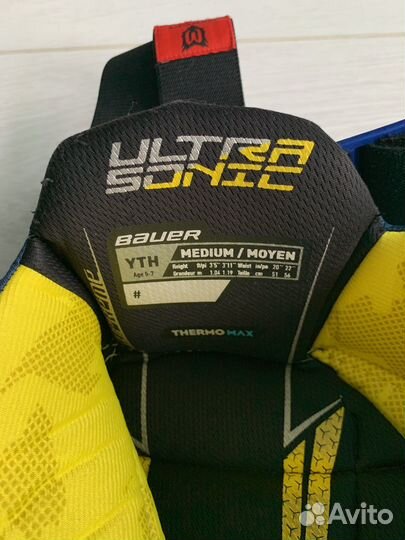 ULTRA
SONIC
BAUER
YTH
Age 5-7
MEDIUM / MOYEN
Height ft/pi 3'5" 3'11" Waist in/po 20" 22"
Grandeur m 1.04 1.19 Taille cm 51 56
#
THERMO MAX
Avito